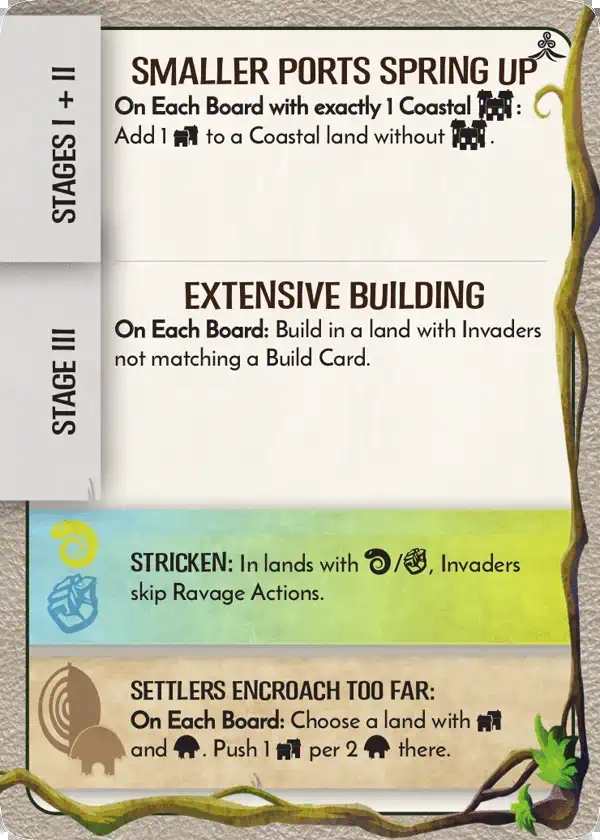 STAGES I + II
SMALLER PORTS SPRING UP
On Each Board with exactly 1 Coastal :
Add 1 to a Coastal land without .
STAGE III
EXTENSIVE BUILDING
On Each Board: Build in a land with Invaders
not matching a Build Card.
STRICKEN: In lands with /, Invaders
skip Ravage Actions.
SETTLERS ENCROACH TOO FAR:
On Each Board: Choose a land with
and . Push 1 per 2 there.